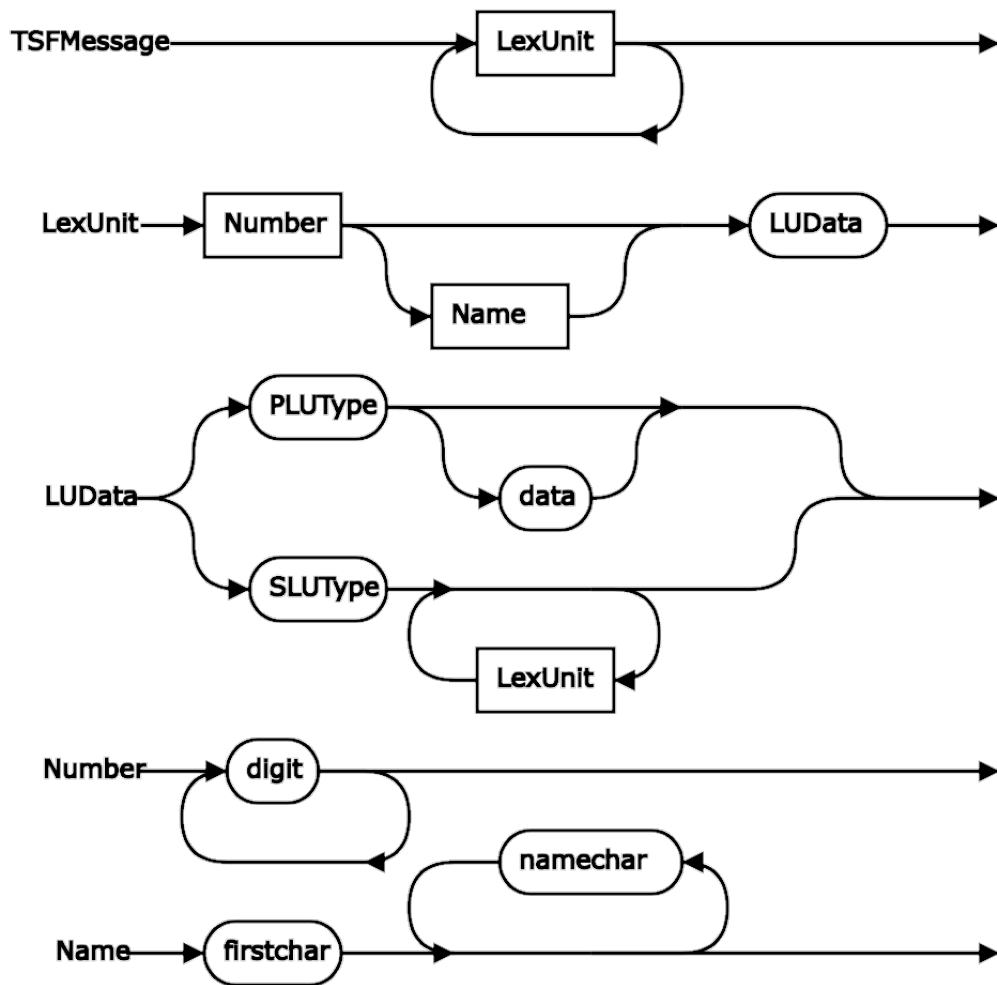 TSFMessage LexUnit
LexUnit Number LUData
Name
PLUType
data
LUData
SLUType
LexUnit
Number digit
namechar
Name firstchar